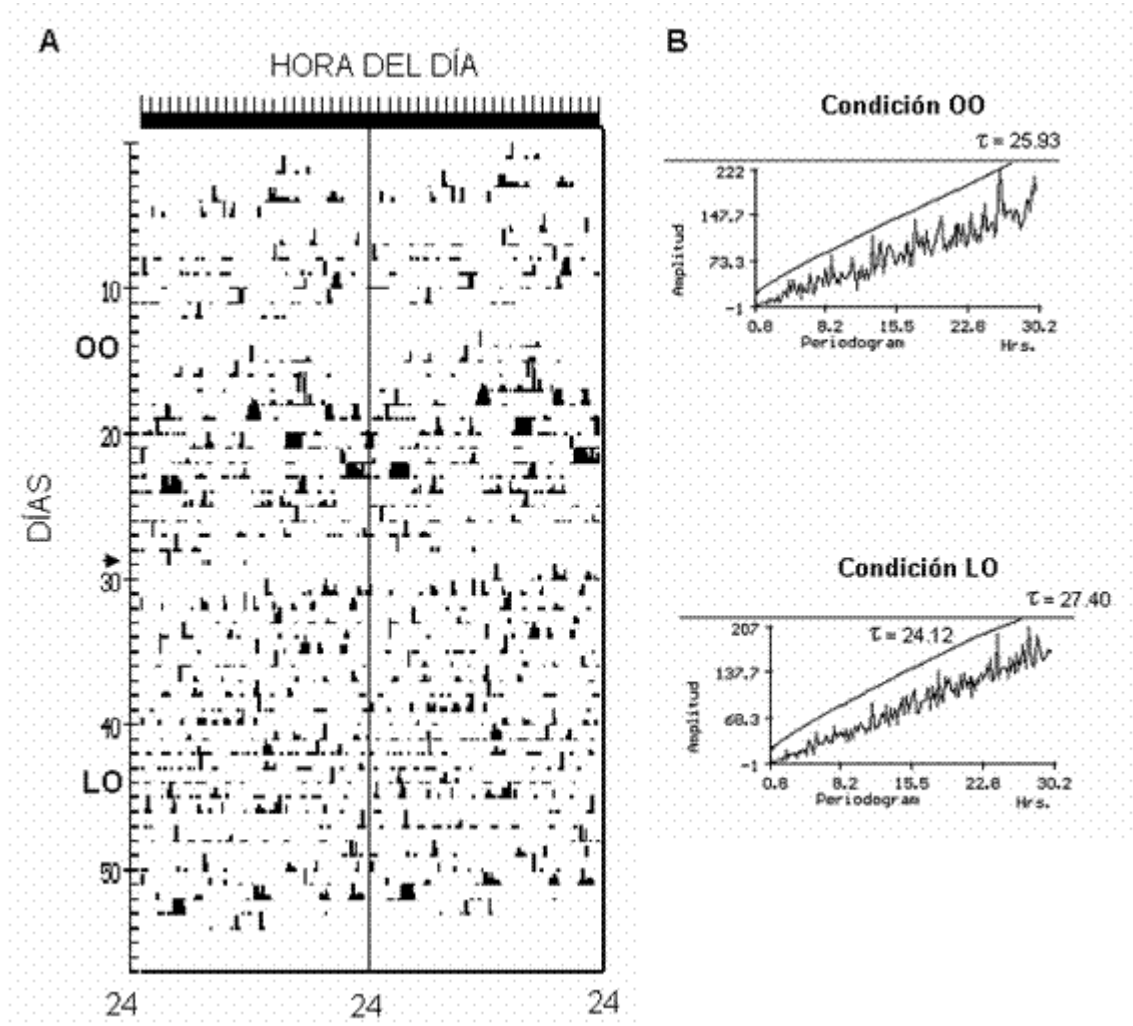 A
HORA DEL DÍA
DÍAS
10
OO
20
30
40
LO
50
24 24 24
B
Condición OO
τ = 25.93
Amplitud
222
147.7
73.3
-1
0.8 8.2 15.5 22.8 30.2
Periodogram Hrs.
Condición LO
τ = 27.40
τ = 24.12
Amplitud
207
137.7
68.3
-1
0.8 8.2 15.5 22.8 30.2
Periodogram Hrs.